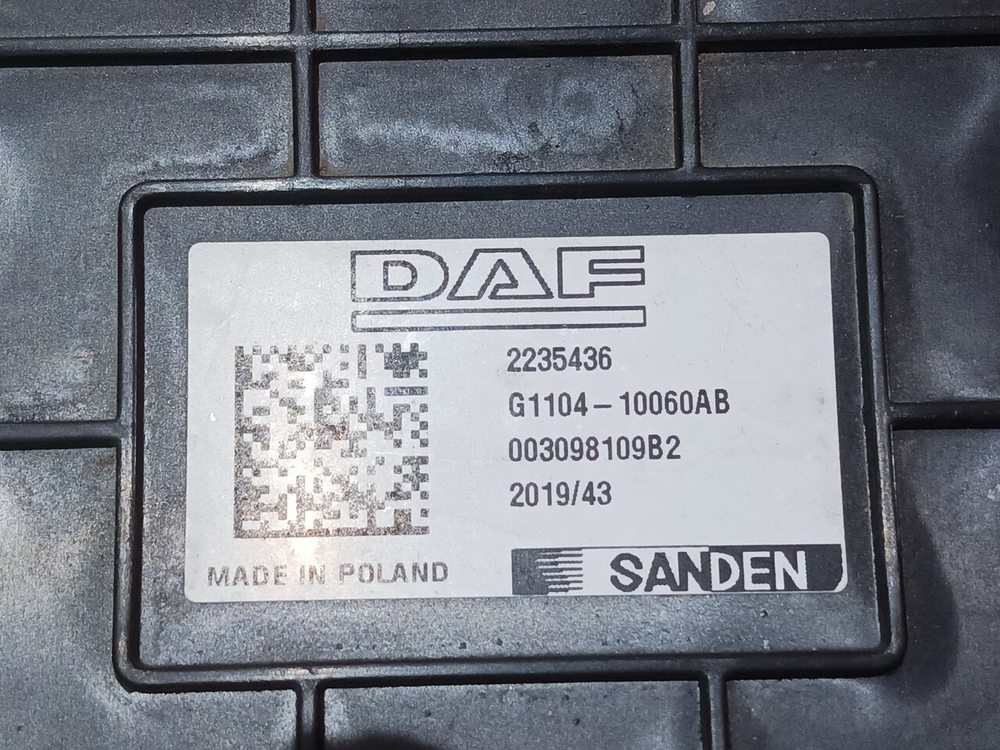 DAF
2235436
G1104-10060AB
003098109B2
2019/43
MADE IN POLAND
SANDEN